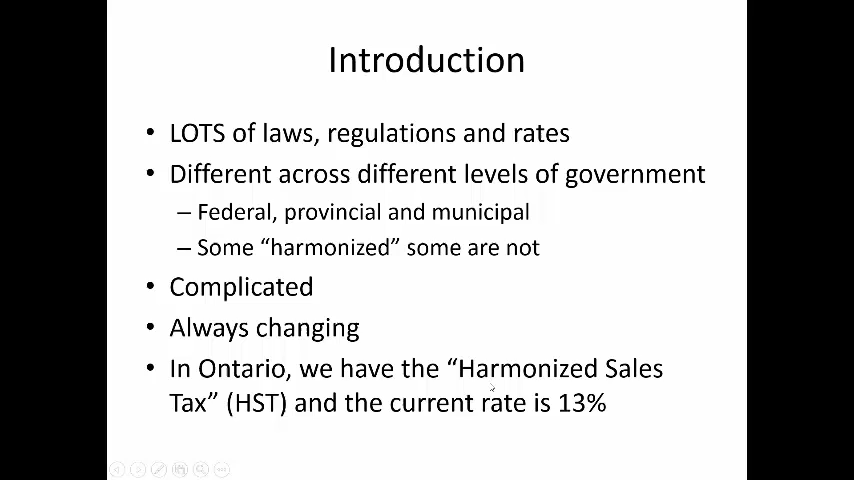 Introduction
• LOTS of laws, regulations and rates
• Different across different levels of government
– Federal, provincial and municipal
– Some “harmonized” some are not
• Complicated
• Always changing
• In Ontario, we have the “Harmonized Sales
Tax” (HST) and the current rate is 13%